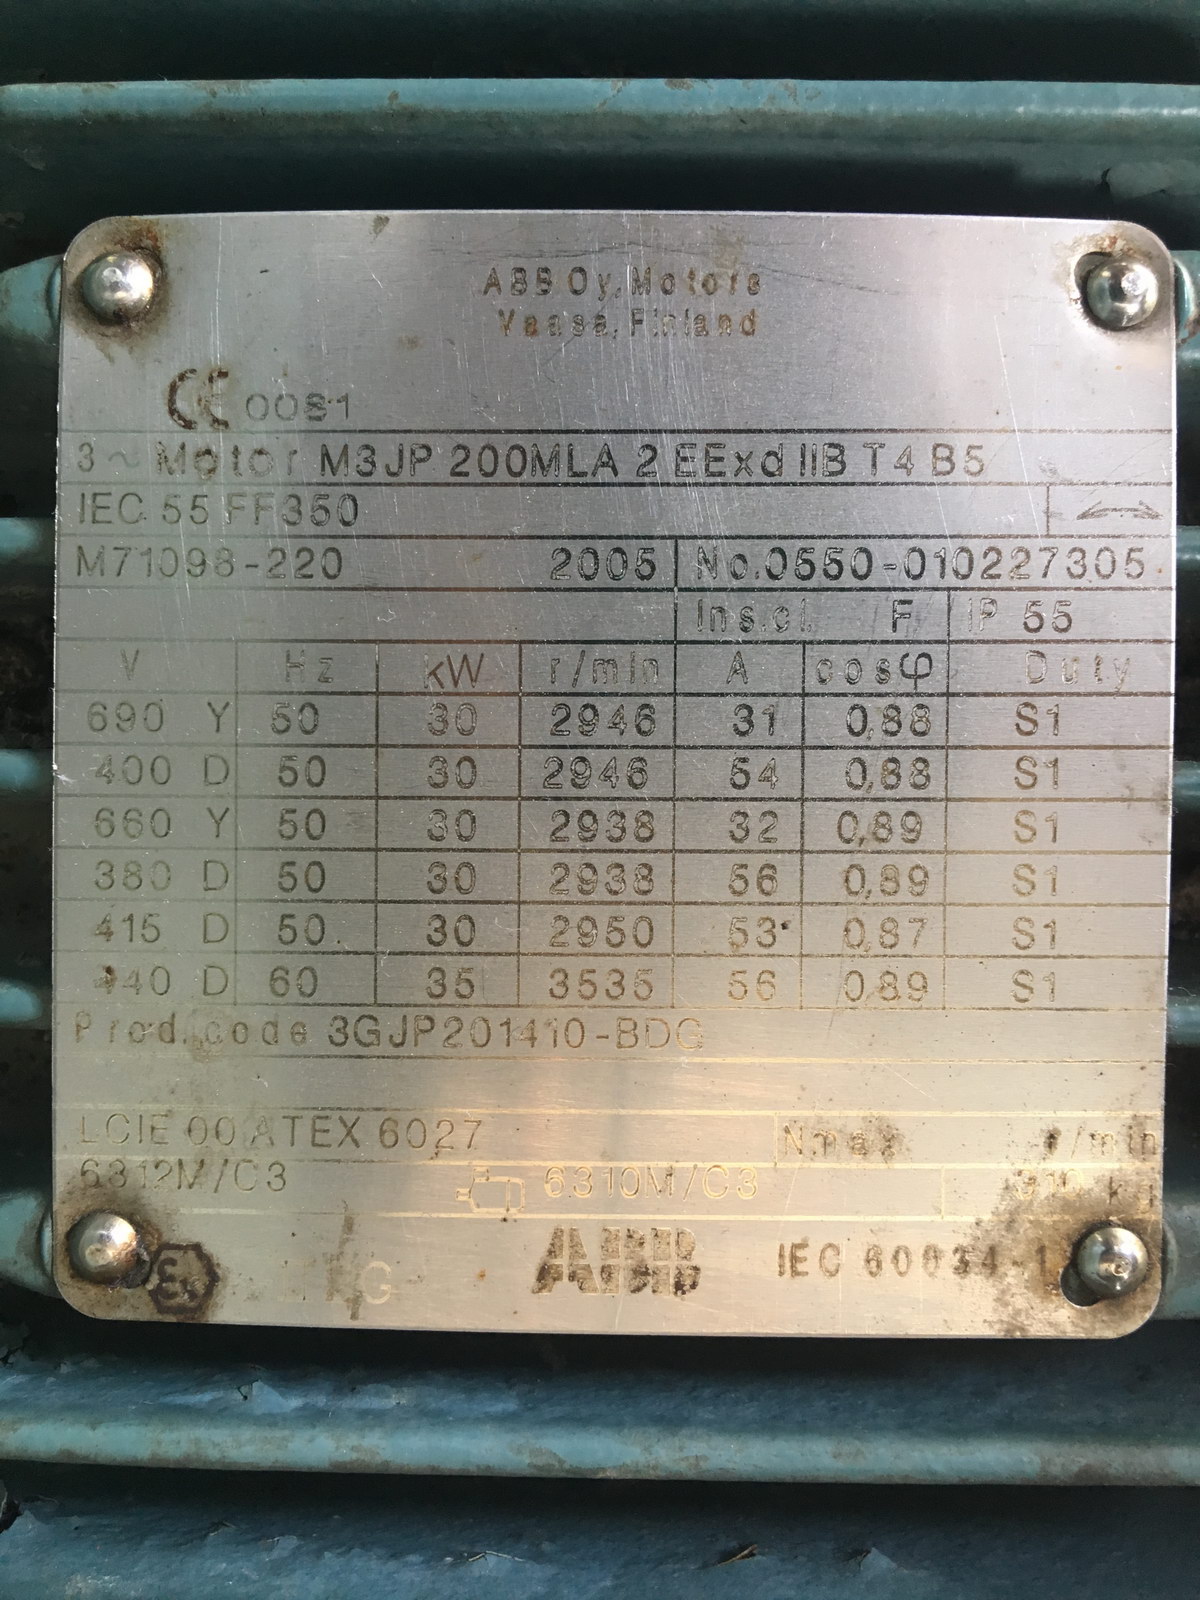 ABB Oy, Motors
Vaasa, Finland
CE 0081
3 ~ Motor M3JP 200MLA 2 EExd IIB T4 B5
IEC 55 FF350
M71098-220 2005 No.0550-010227305
Ins.cl. F IP 55
V Hz kW r/min A cosφ Duty
690 Y 50 30 2946 31 0,88 S1
400 D 50 30 2946 54 0,88 S1
660 Y 50 30 2938 32 0,89 S1
380 D 50 30 2938 56 0,89 S1
415 D 50 30 2950 53 0,87 S1
440 D 60 35 3535 56 0,89 S1
Prod. code 3GJP201410-BDG
LCIE 00 ATEX 6027 Nmax r/min
6312M/C3 6310M/C3 310 kg
Ex G ABB IEC 60034-1